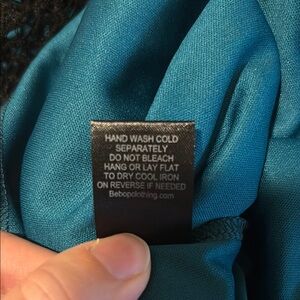 HAND WASH COLD
SEPARATELY
DO NOT BLEACH
HANG OR LAY FLAT
TO DRY COOL IRON
ON REVERSE IF NEEDED
Bebopclothing.com